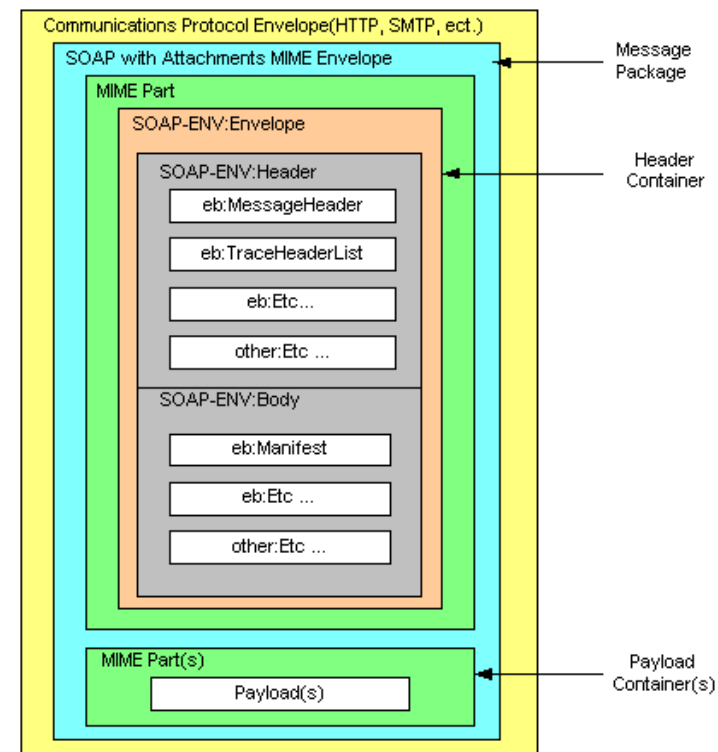 Communications Protocol Envelope(HTTP, SMTP, ect.)
SOAP with Attachments MIME Envelope
Message
Package
MIME Part
SOAP-ENV:Envelope
Header
Container
SOAP-ENV:Header
eb:MessageHeader
eb:TraceHeaderList
eb:Etc...
other:Etc ...
SOAP-ENV:Body
eb:Manifest
eb:Etc ...
other:Etc ...
MIME Part(s)
Payload(s)
Payload
Container(s)